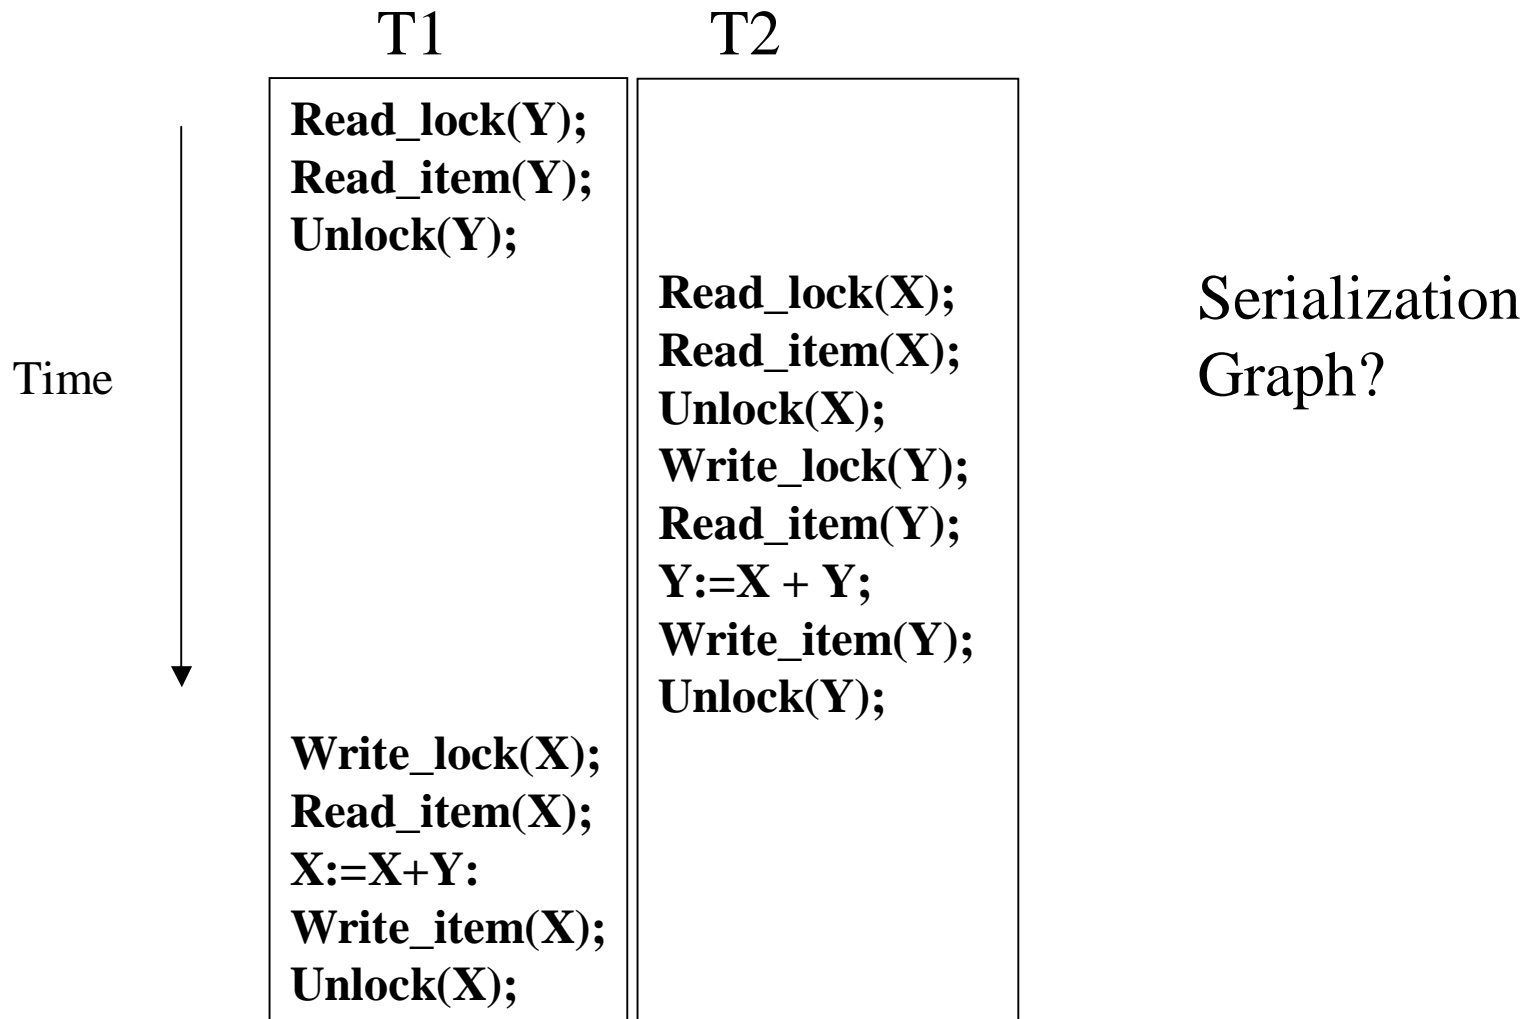 T1
T2
Read_lock(Y);
Read_item(Y);
Unlock(Y);
Read_lock(X);
Read_item(X);
Unlock(X);
Write_lock(Y);
Read_item(Y);
Y:=X + Y;
Write_item(Y);
Unlock(Y);
Write_lock(X);
Read_item(X);
X:=X+Y:
Write_item(X);
Unlock(X);
Time
Serialization
Graph?